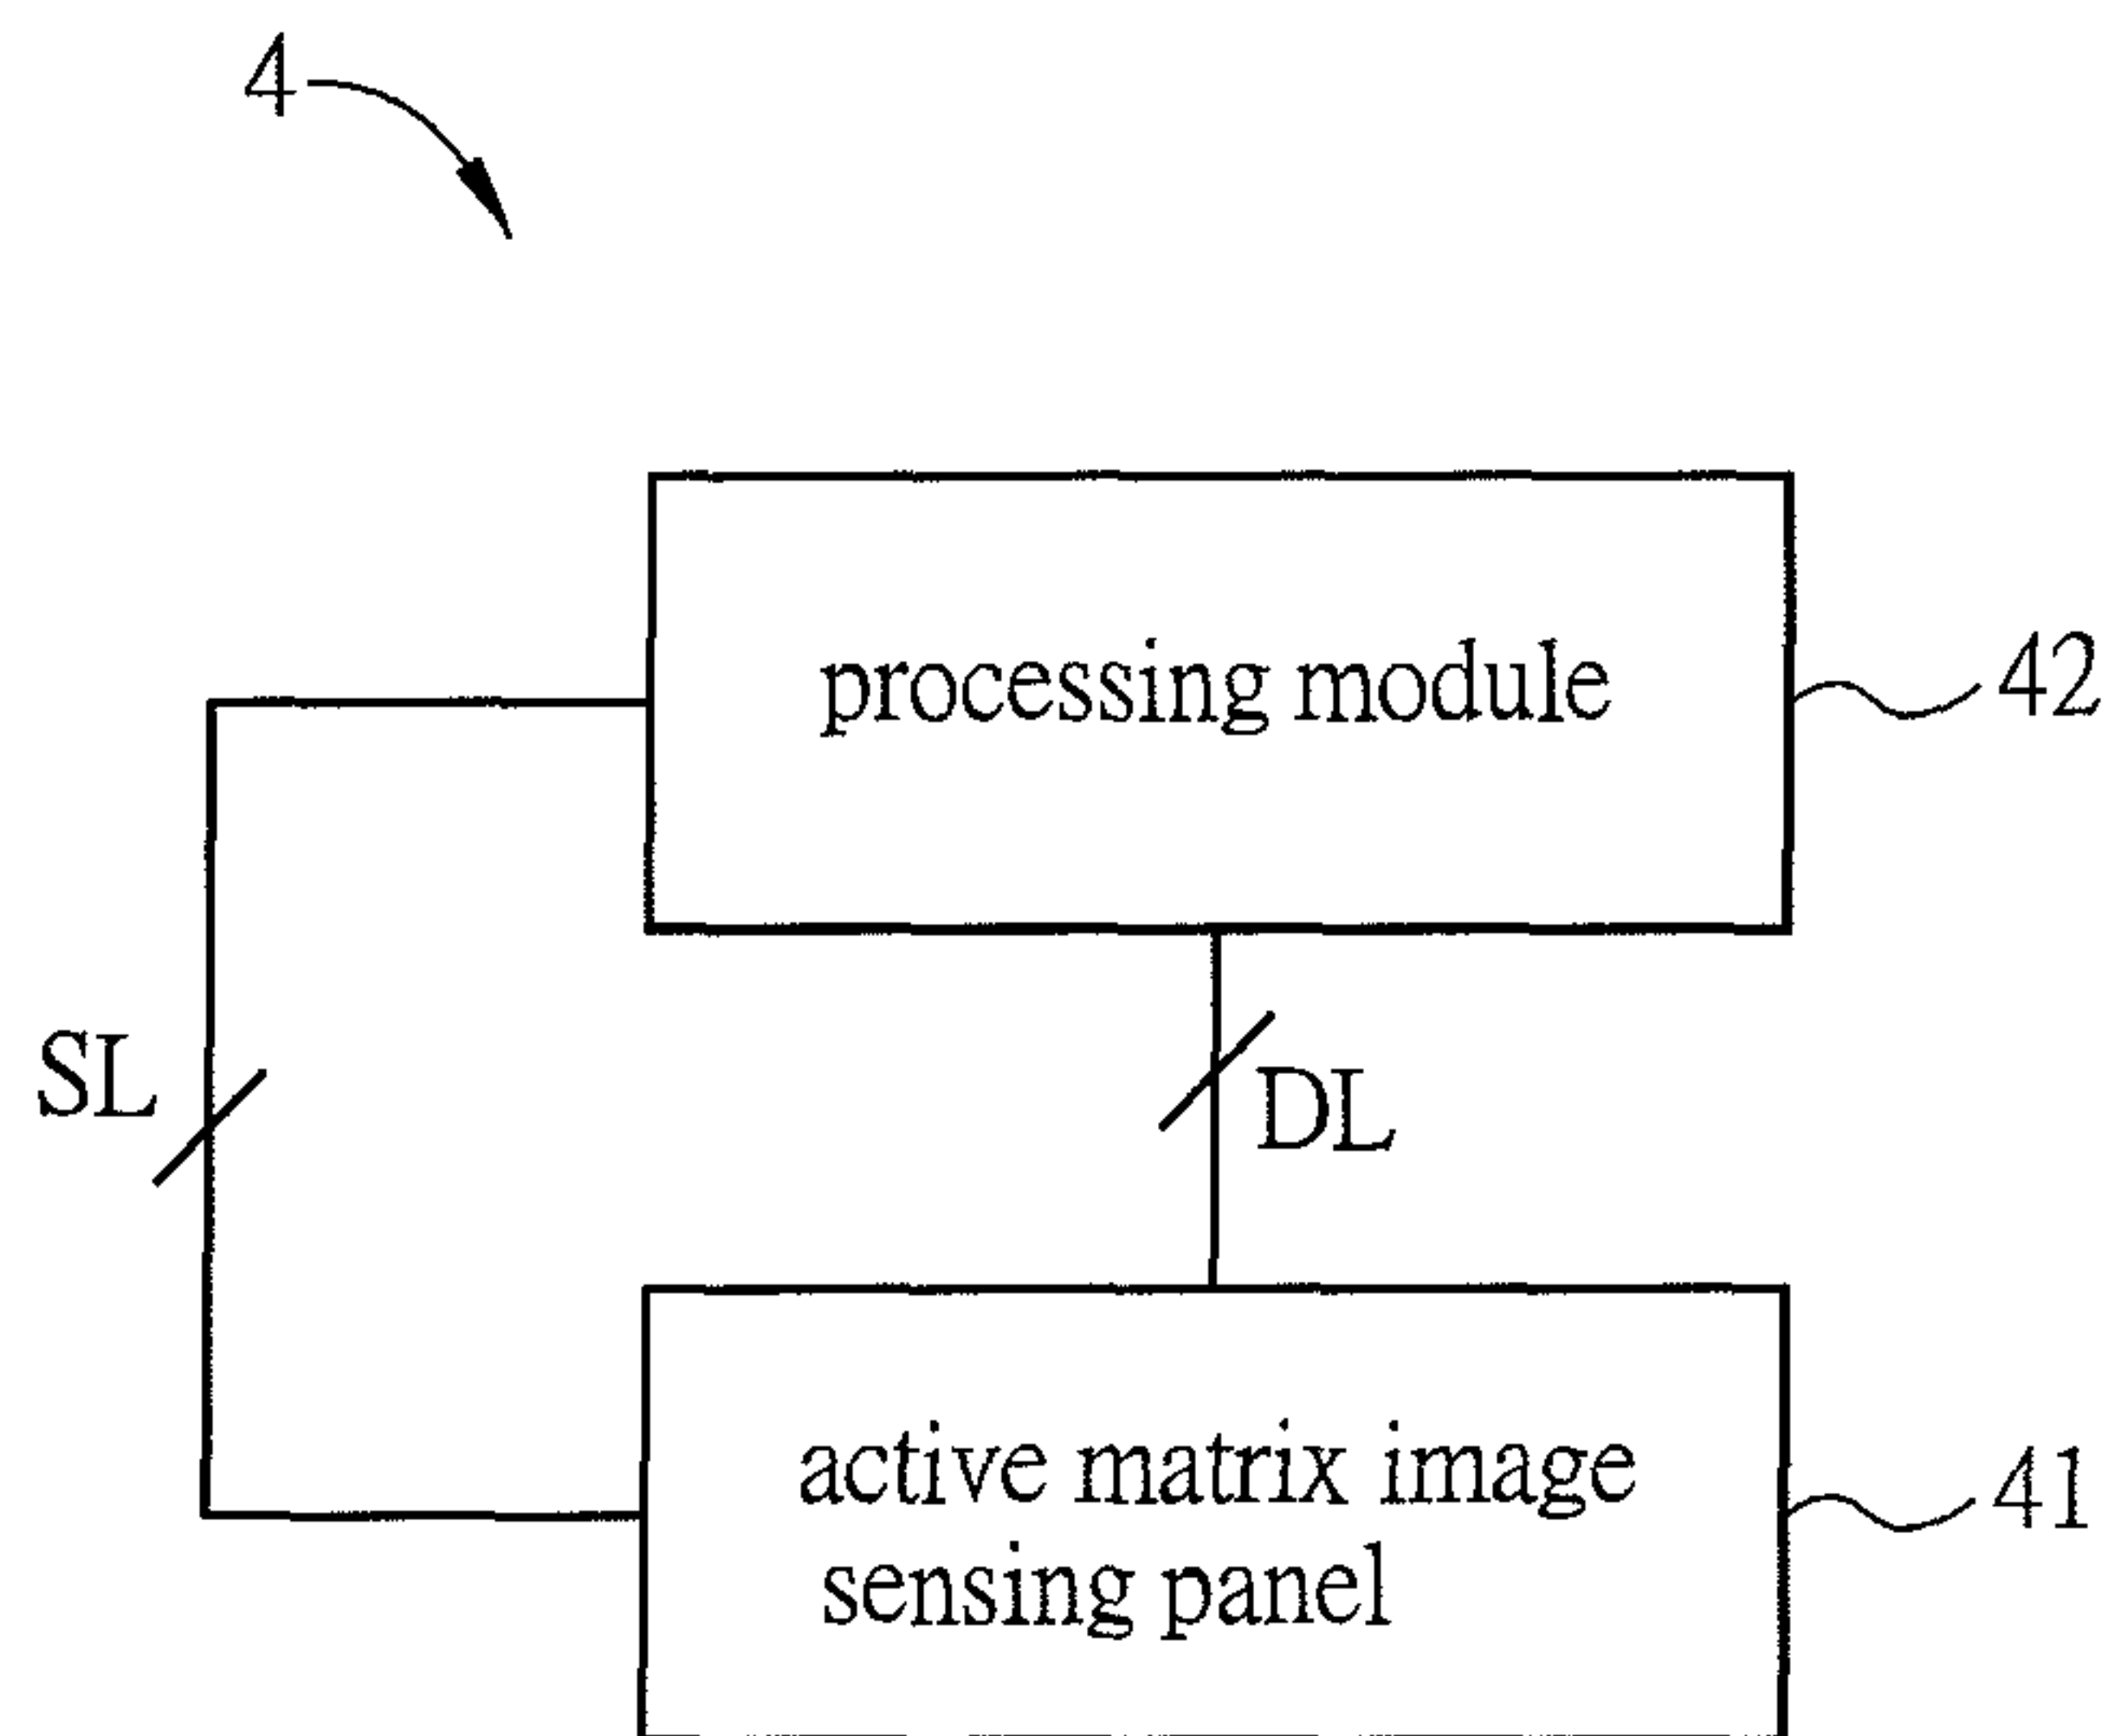 4
processing module
42
SL
DL
active matrix image
sensing panel
41